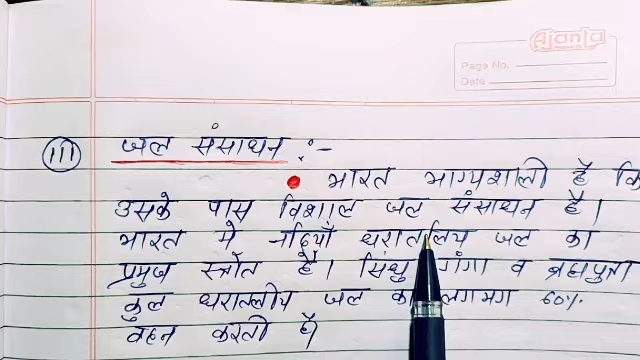 Ajanta
Page No.
Date
(111) जल संसाधन :-
• भारत भाग्यशाली है कि
उसके पास विशाल जल संसाधन है।
भारत मे नदियाँ धरातलिय जल का
प्रमुख स्त्रोत है। सिंधु गंगा व ब्रह्मपुत्रा
कुल धरातलीय जल का लगभग 60%
वहन करती है